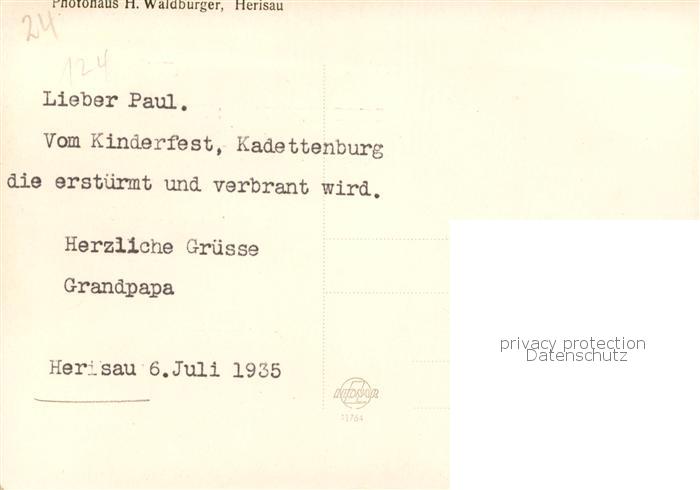 Photohaus H. Waldburger, Herisau
24
124
Lieber Paul.
Vom Kinderfest, Kadettenburg
die erstürmt und verbrant wird.
Herzliche Grüsse
Grandpapa
Herisau 6.Juli 1935
privacy protection
Datenschutz